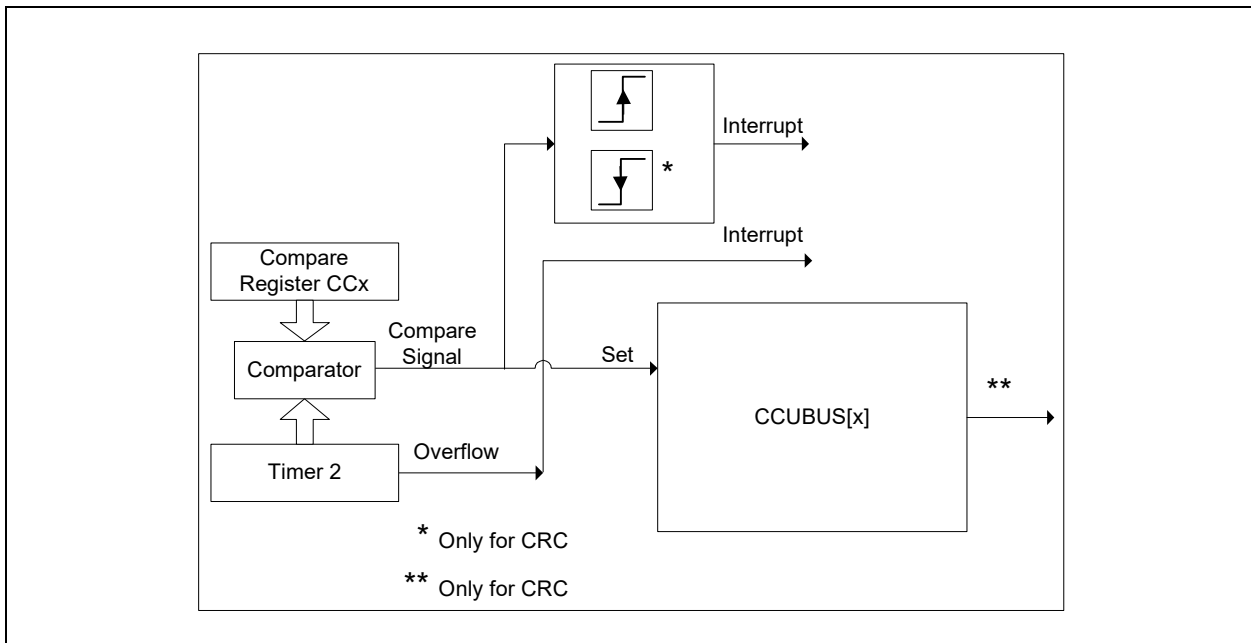 Interrupt
*
Interrupt
Compare
Register CCx
Compare
Signal
Set
Comparator
**
CCUBUS[x]
Overflow
Timer 2
* Only for CRC
** Only for CRC